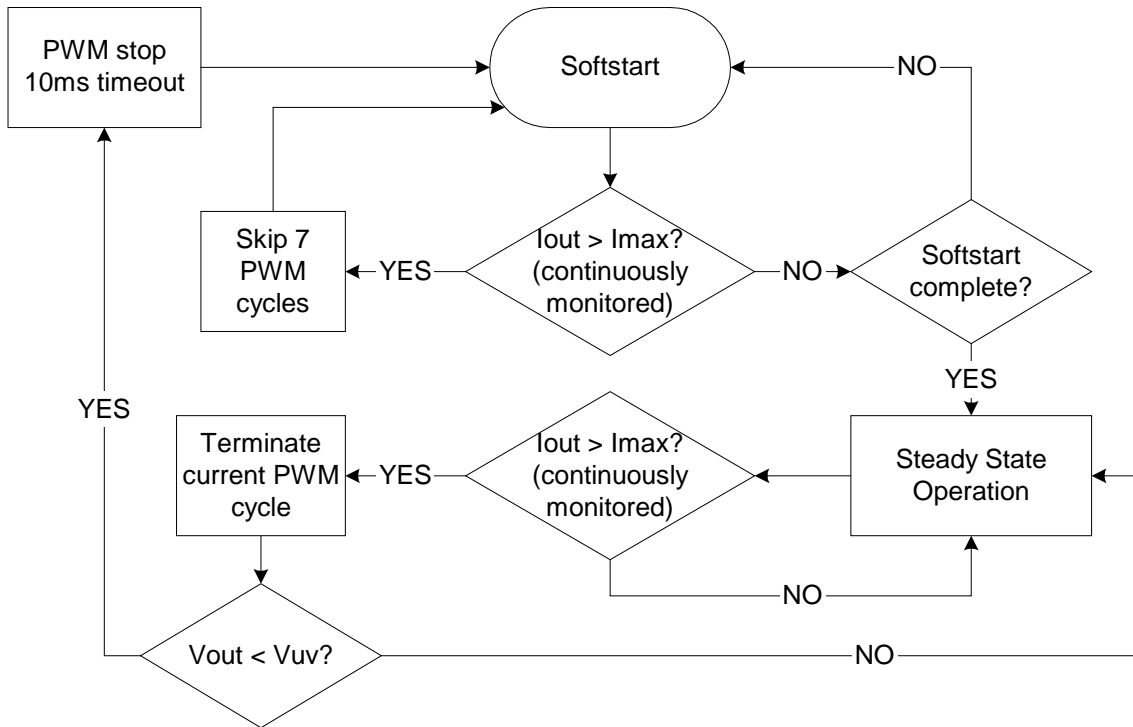 PWM stop
10ms timeout
Softstart
NO
Skip 7
PWM
cycles
YES
Iout > Imax?
(continuously
monitored)
NO
Softstart
complete?
YES
YES
Terminate
current PWM
cycle
YES
Iout > Imax?
(continuously
monitored)
Steady State
Operation
NO
Vout < Vuv?
NO